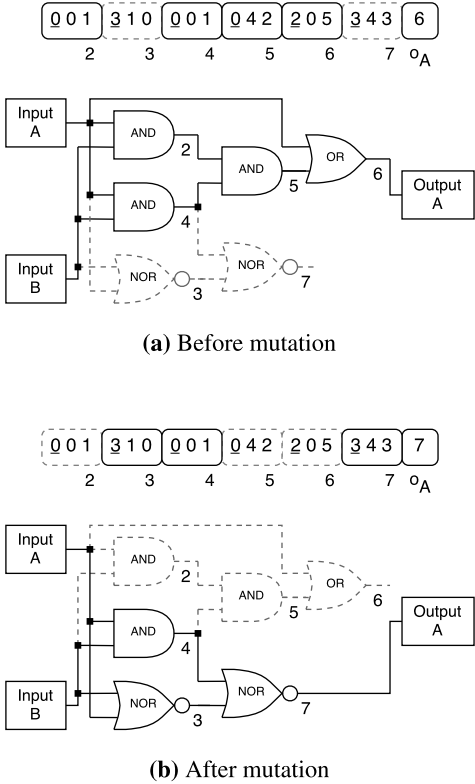 0 0 1 3 1 0 0 0 1 0 4 2 2 0 5 3 4 3 6
2 3 4 5 6 7 oA
Input A
AND
2
AND
OR
5
6
AND
4
Output A
Input B
NOR
3
NOR
7
(a) Before mutation
0 0 1 3 1 0 0 0 1 0 4 2 2 0 5 3 4 3 7
2 3 4 5 6 7 oA
Input A
AND
2
AND
OR
5
6
AND
4
Output A
Input B
NOR
3
NOR
7
(b) After mutation